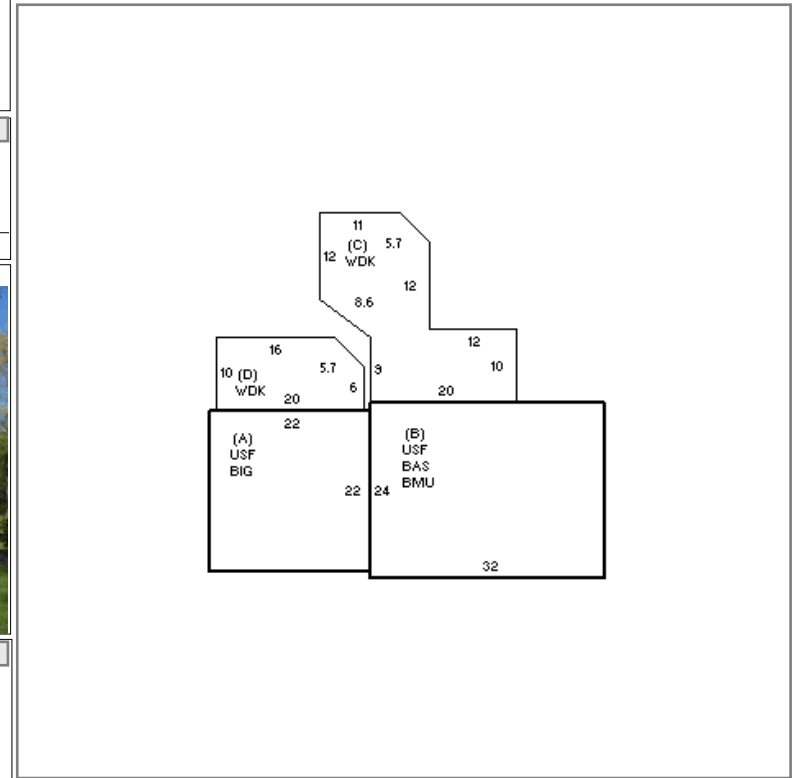 11
(C) 5.7
12 WDK
12
8.6
12
16
5.7 9 10
10 (D)
WDK 6
20
20
22
(A) (B)
USF USF
BIG BAS
BMU
22 24
32